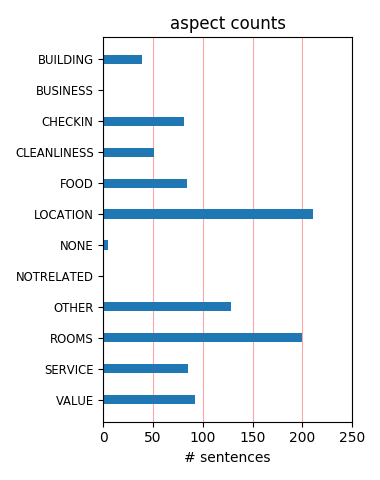 aspect counts
BUILDING
BUSINESS
CHECKIN
CLEANLINESS
FOOD
LOCATION
NONE
NOTRELATED
OTHER
ROOMS
SERVICE
VALUE
0 50 100 150 200 250
# sentences